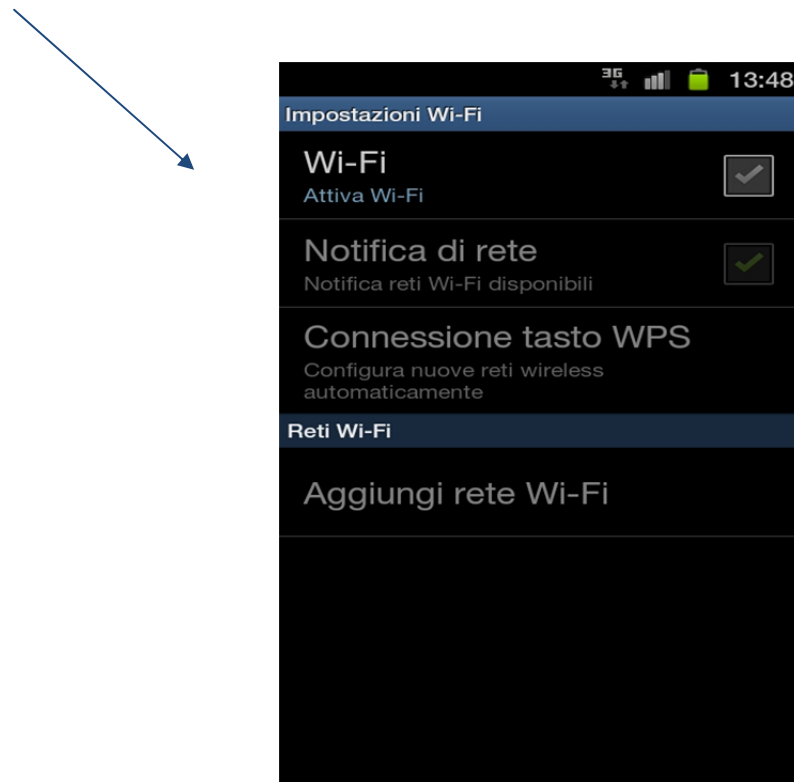 3G 13:48
Impostazioni Wi-Fi
Wi-Fi
Attiva Wi-Fi
Notifica di rete
Notifica reti Wi-Fi disponibili
Connessione tasto WPS
Configura nuove reti wireless
automaticamente
Reti Wi-Fi
Aggiungi rete Wi-Fi